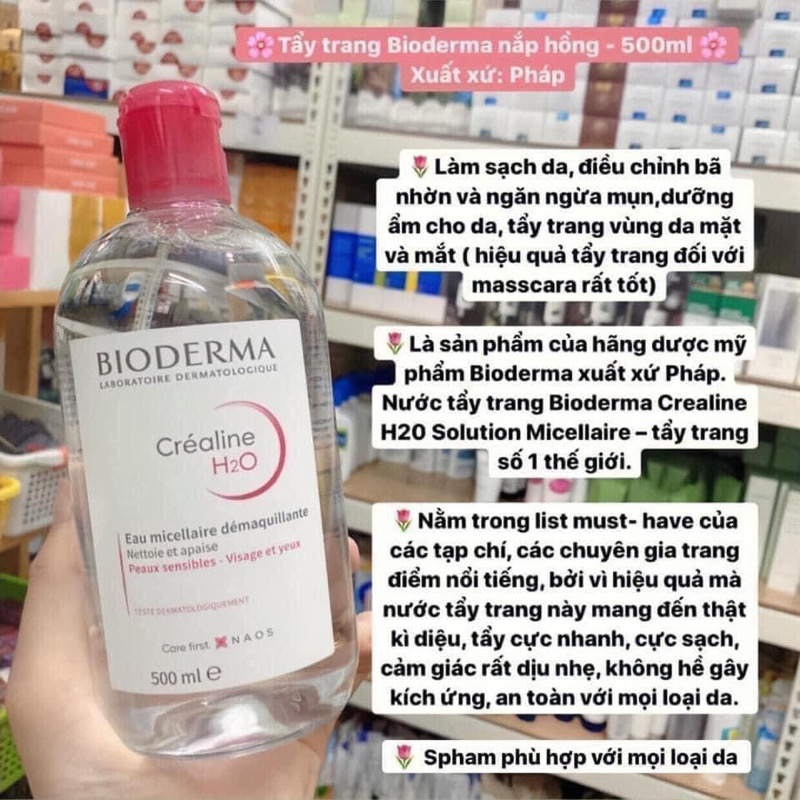 🌸Tẩy trang Bioderma nắp hồng - 500ml 🌸
Xuất xứ: Pháp
🌷Làm sạch da, điều chỉnh bã
nhờn và ngăn ngừa mụn,dưỡng
ẩm cho da, tẩy trang vùng da mặt
và mắt ( hiệu quả tẩy trang đối với
masscara rất tốt)
🌷Là sản phẩm của hãng dược mỹ
phẩm Bioderma xuất xứ Pháp.
Nước tẩy trang Bioderma Crealine
H20 Solution Micellaire – tẩy trang
số 1 thế giới.
🌷Nằm trong list must- have của
các tạp chí, các chuyên gia trang
điểm nổi tiếng, bởi vì hiệu quả mà
nước tẩy trang này mang đến thật
kì diệu, tẩy cực nhanh, cực sạch,
cảm giác rất dịu nhẹ, không hề gây
kích ứng, an toàn với mọi loại da.
🌷 Spham phù hợp với mọi loại da
BIODERMA
LABORATOIRE DERMATOLOGIQUE
Créaline
H2O
Eau micellaire démaquillante
Nettoie et apaise
Peaux sensibles - Visage et yeux
TESTÉ DERMATOLOGIQUEMENT
Care first. NAOS
500 ml e